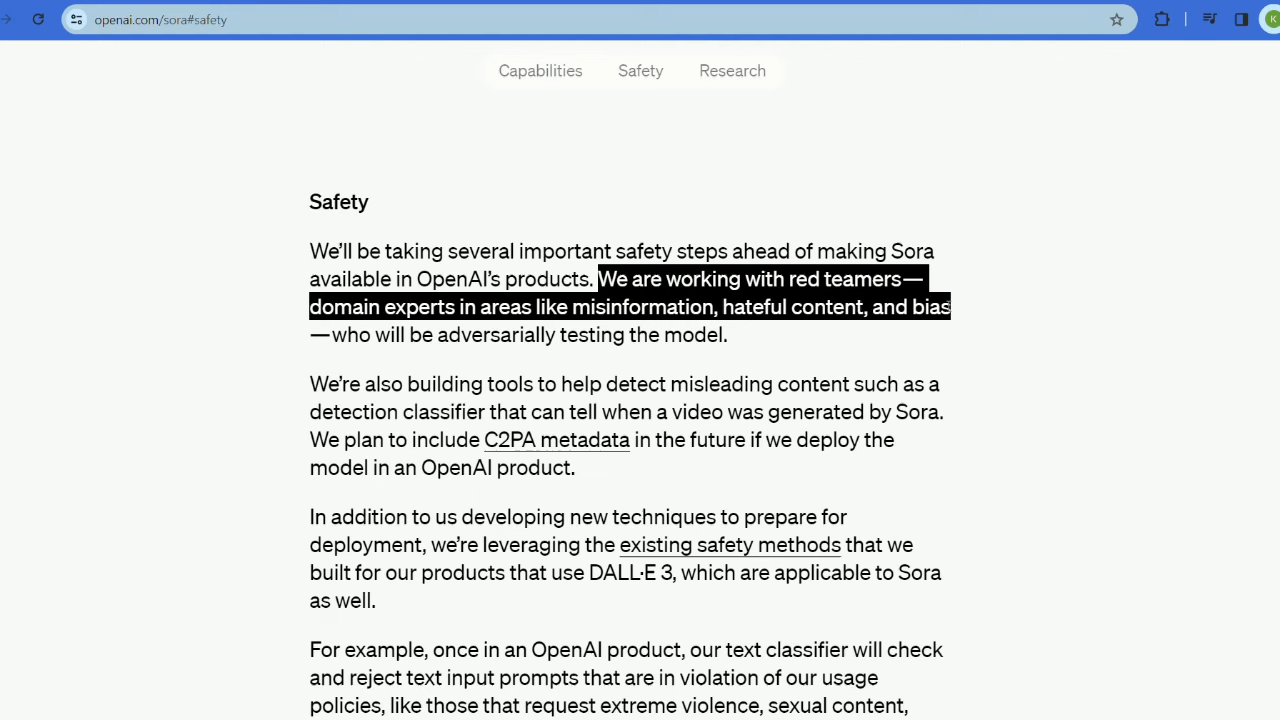 openai.com/sora#safety
K
Capabilities Safety Research
Safety
We'll be taking several important safety steps ahead of making Sora
available in OpenAI's products. We are working with red teamers—
domain experts in areas like misinformation, hateful content, and bias
—who will be adversarially testing the model.
We're also building tools to help detect misleading content such as a
detection classifier that can tell when a video was generated by Sora.
We plan to include C2PA metadata in the future if we deploy the
model in an OpenAI product.
In addition to us developing new techniques to prepare for
deployment, we're leveraging the existing safety methods that we
built for our products that use DALL·E 3, which are applicable to Sora
as well.
For example, once in an OpenAI product, our text classifier will check
and reject text input prompts that are in violation of our usage
policies, like those that request extreme violence, sexual content,